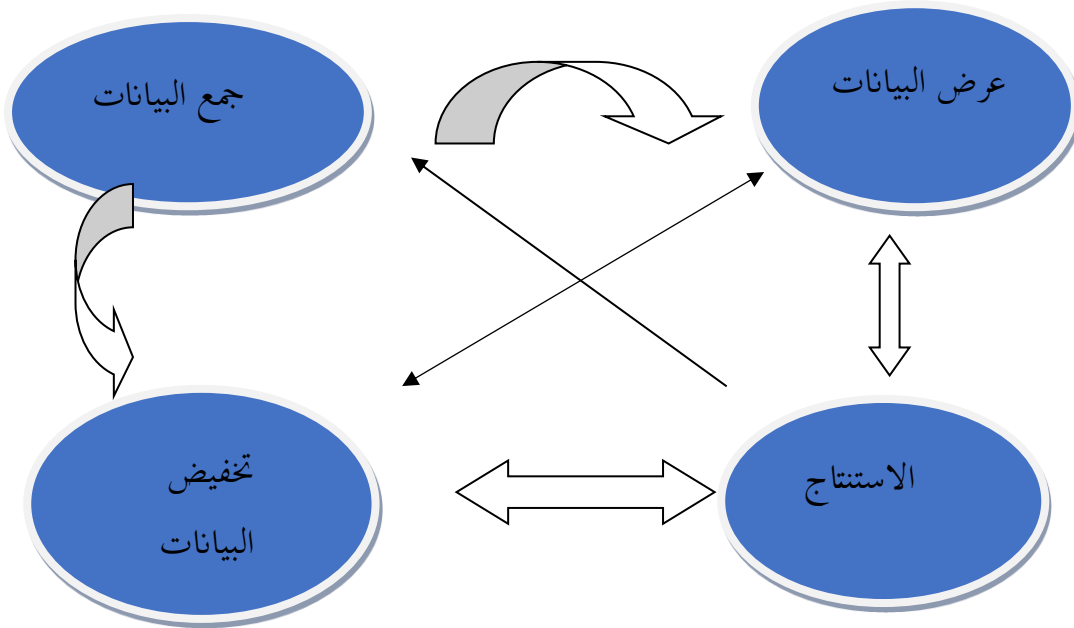 عرض البيانات
جمع البيانات
الاستنتاج
تخفيض
البيانات